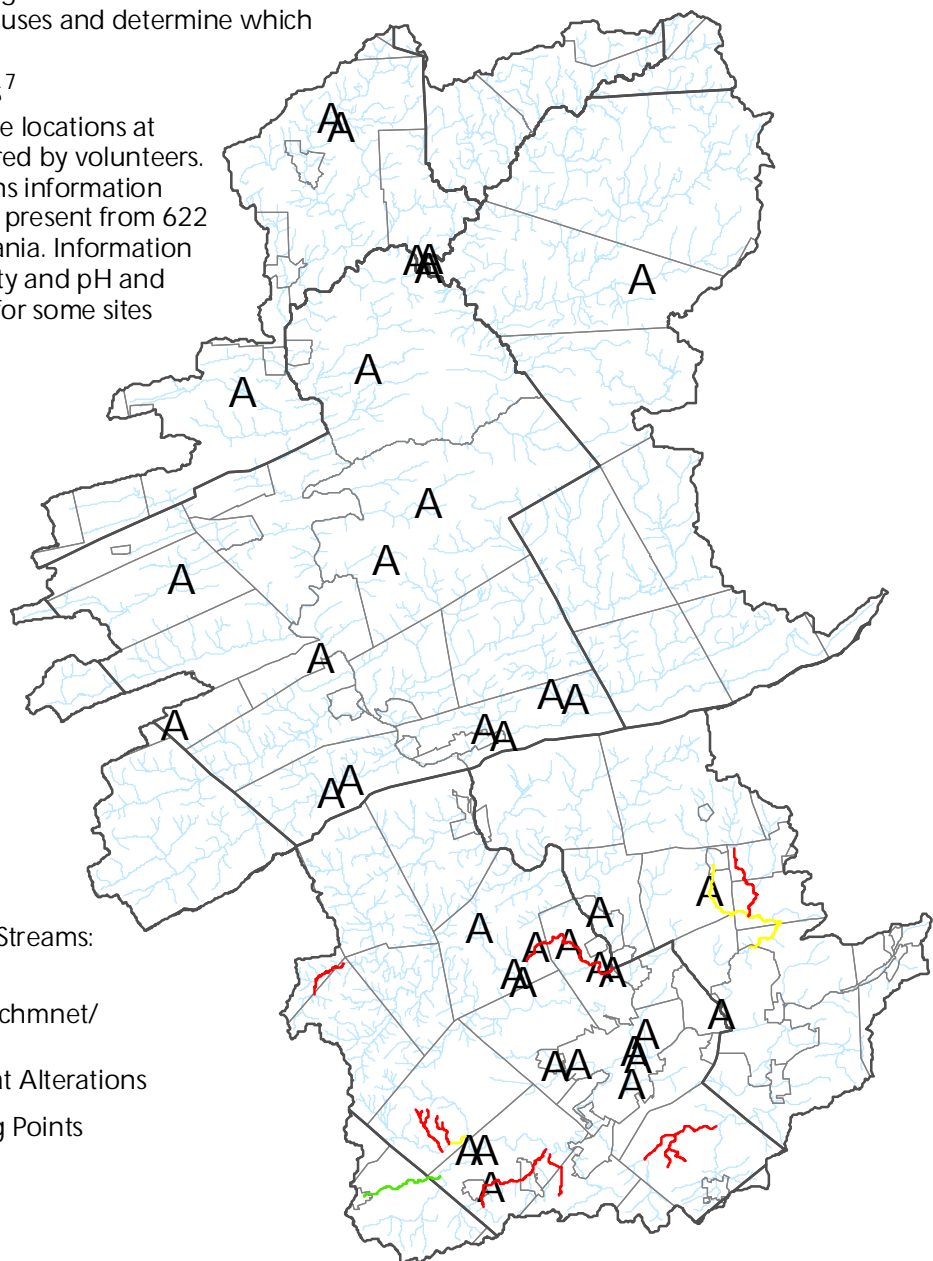 g
uses and determine which
7
e locations at
red by volunteers.
ns information
present from 622
ania. Information
ty and pH and
for some sites
A A
A A A
A
A
A
A
A
A
A
A A
A
A A
A A
A
A
A
A A
A A
A A
A
A
A A
A A
A
Streams:
chmnet/
at Alterations
g Points
A A
A